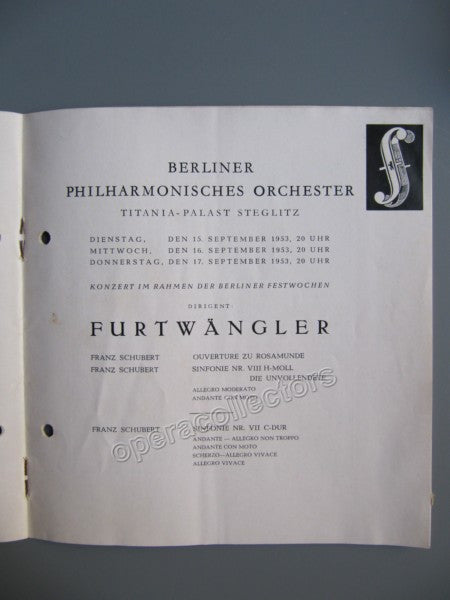 BERLINER
PHILHARMONISCHES ORCHESTER
TITANIA-PALAST STEGLITZ
DIENSTAG, DEN 15. SEPTEMBER 1953, 20 UHR
MITTWOCH, DEN 16. SEPTEMBER 1953, 20 UHR
DONNERSTAG, DEN 17. SEPTEMBER 1953, 20 UHR
KONZERT IM RAHMEN DER BERLINER FESTWOCHEN
DIRIGENT:
FURTWÄNGLER
FRANZ SCHUBERT OUVERTURE ZU ROSAMUNDE
FRANZ SCHUBERT SINFONIE NR. VIII H-MOLL
DIE UNVOLLENDETE
ALLEGRO MODERATO
ANDANTE CON MOTO
FRANZ SCHUBERT SINFONIE NR. VII C-DUR
ANDANTE — ALLEGRO NON TROPPO
ANDANTE CON MOTO
SCHERZO—ALLEGRO VIVACE
ALLEGRO VIVACE
operacollectors